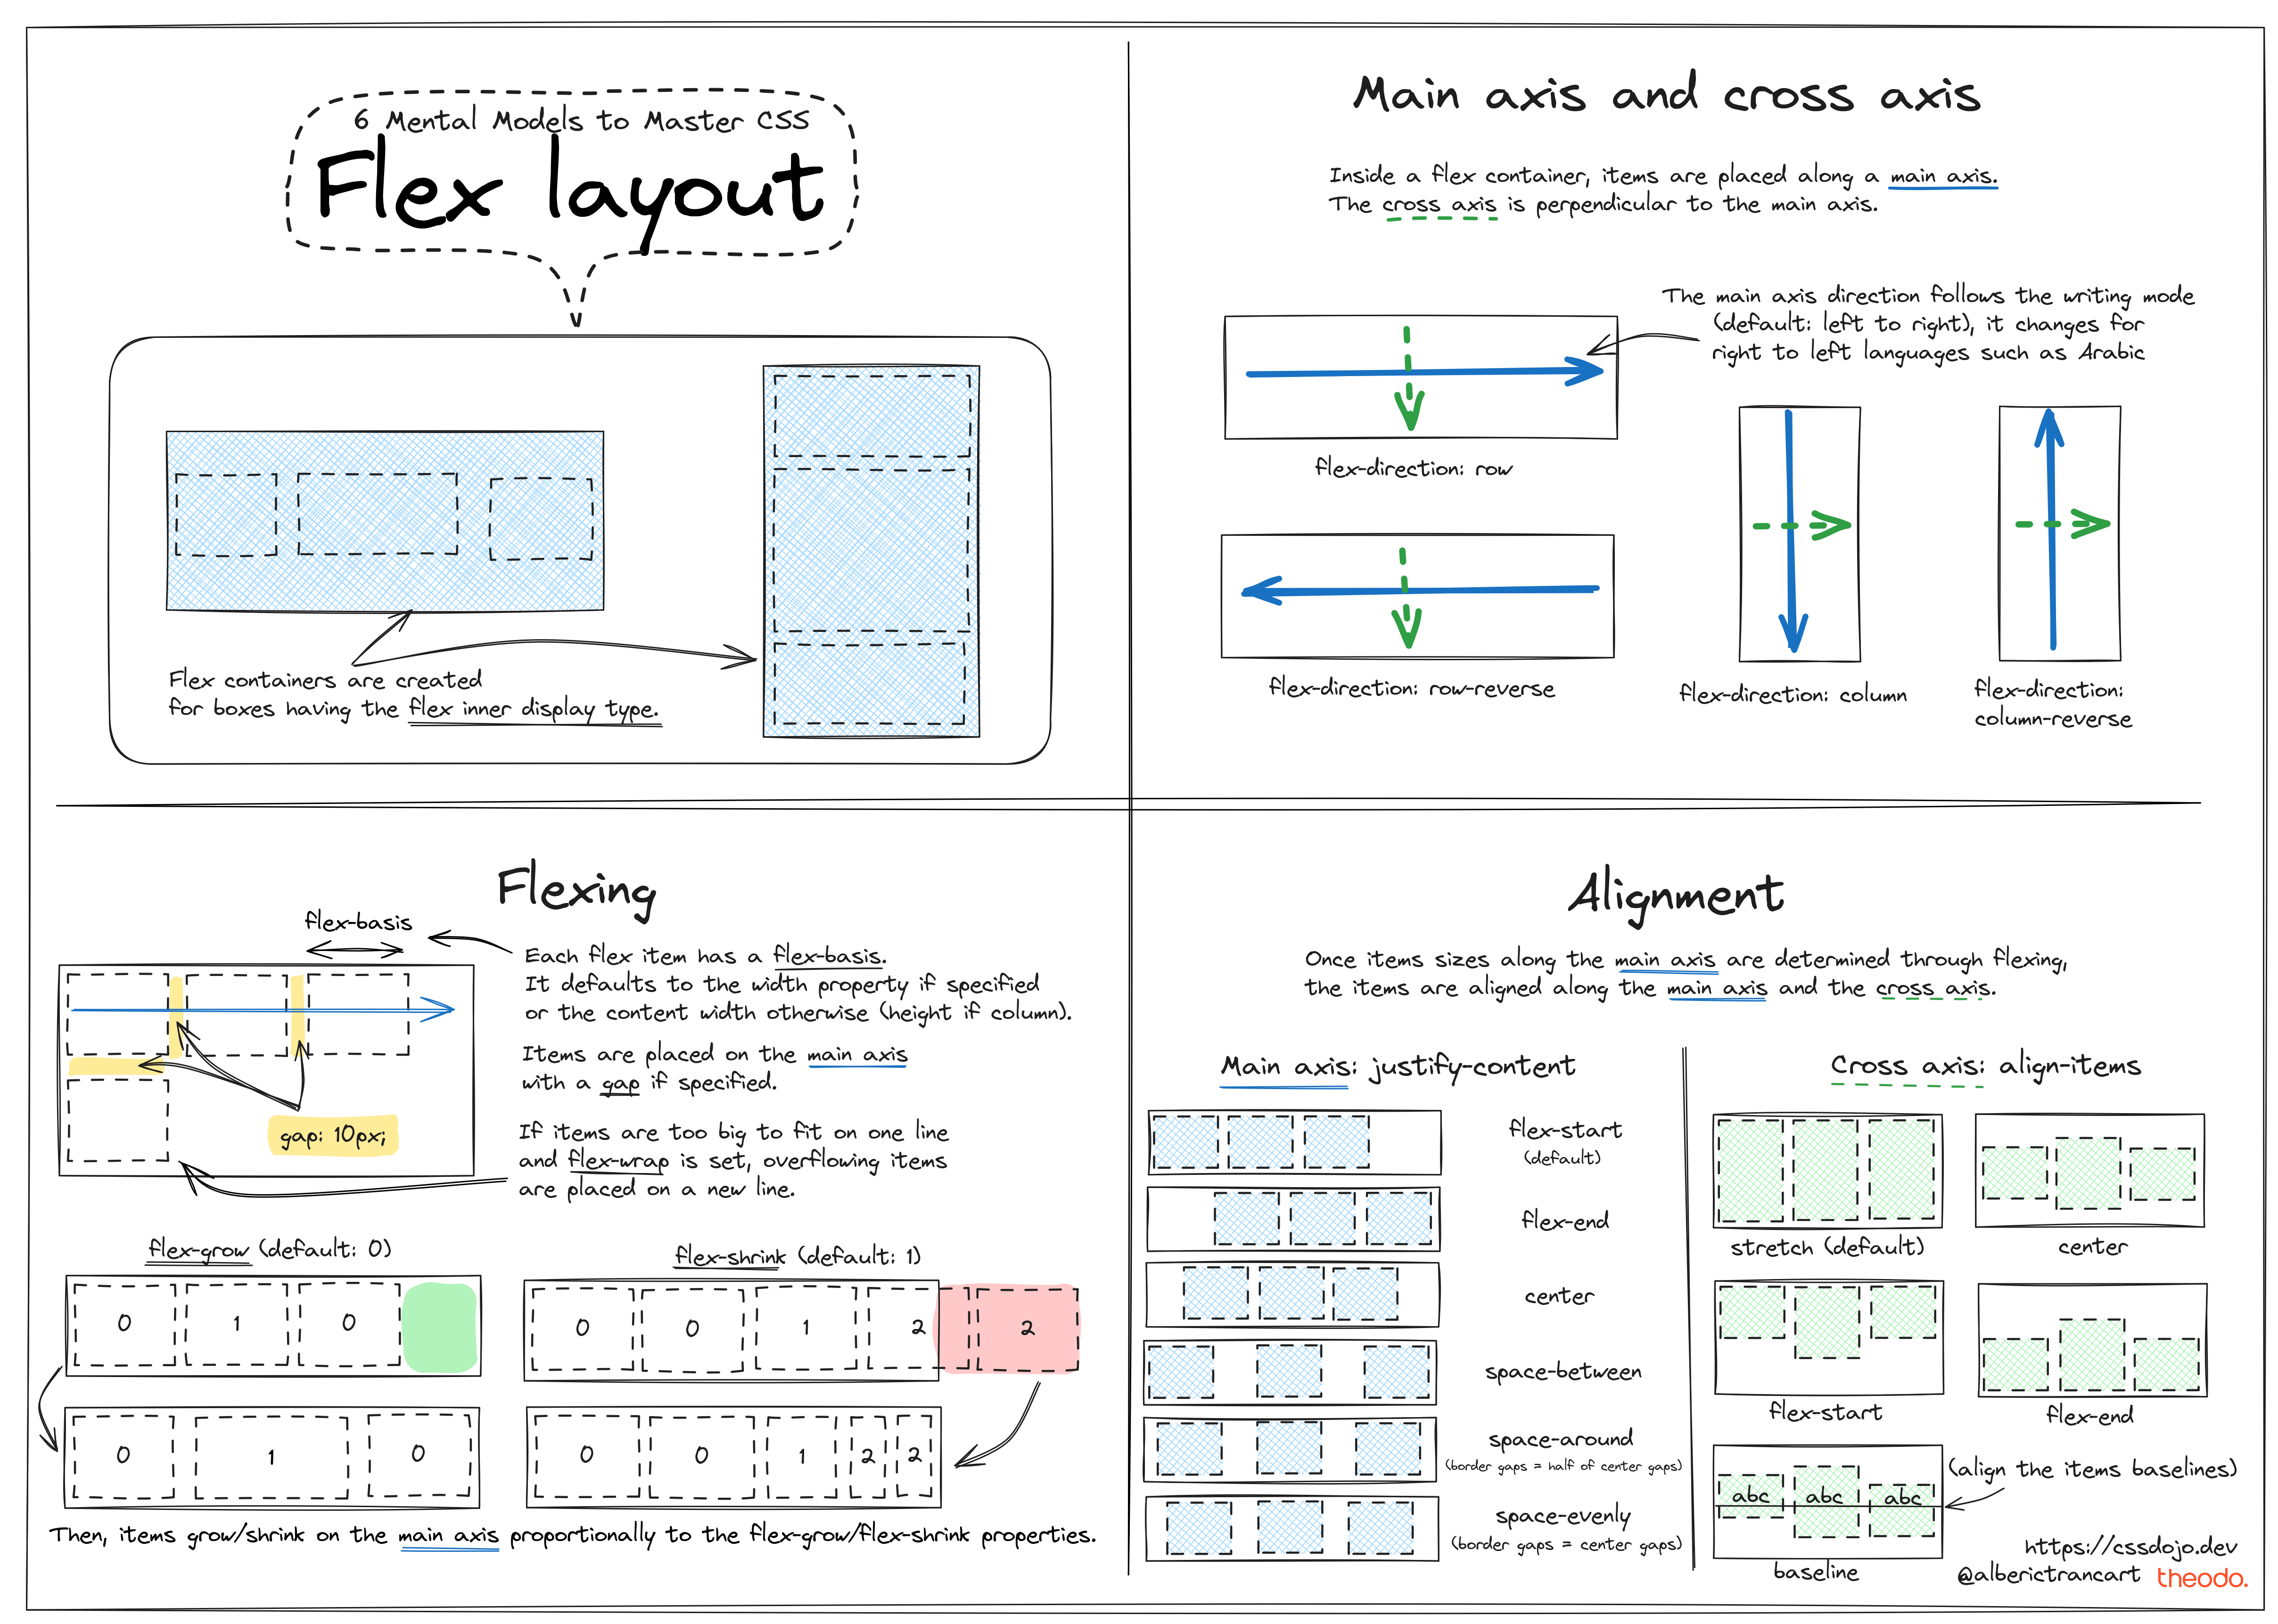 6 Mental Models to Master CSS
Flex layout
Flex containers are created
for boxes having the flex inner display type.
Main axis and cross axis
Inside a flex container, items are placed along a main axis.
The cross axis is perpendicular to the main axis.
The main axis direction follows the writing mode
(default: left to right), it changes for
right to left languages such as Arabic
flex-direction: row
flex-direction: row-reverse
flex-direction: column
flex-direction:
column-reverse
Flexing
flex-basis
Each flex item has a flex-basis.
It defaults to the width property if specified
or the content width otherwise (height if column).
Items are placed on the main axis
with a gap if specified.
gap: 10px;
If items are too big to fit on one line
and flex-wrap is set, overflowing items
are placed on a new line.
flex-grow (default: 0)
0 1 0
0 1 0
flex-shrink (default: 1)
0 0 1 2 2
0 0 1 2 2
Then, items grow/shrink on the main axis proportionally to the flex-grow/flex-shrink properties.
Alignment
Once items sizes along the main axis are determined through flexing,
the items are aligned along the main axis and the cross axis.
Main axis: justify-content
flex-start
(default)
flex-end
center
space-between
space-around
(border gaps = half of center gaps)
space-evenly
(border gaps = center gaps)
Cross axis: align-items
stretch (default)
center
flex-start
flex-end
abc abc abc
(align the items baselines)
baseline
https://cssdojo.dev
@alberictrancart theodo.